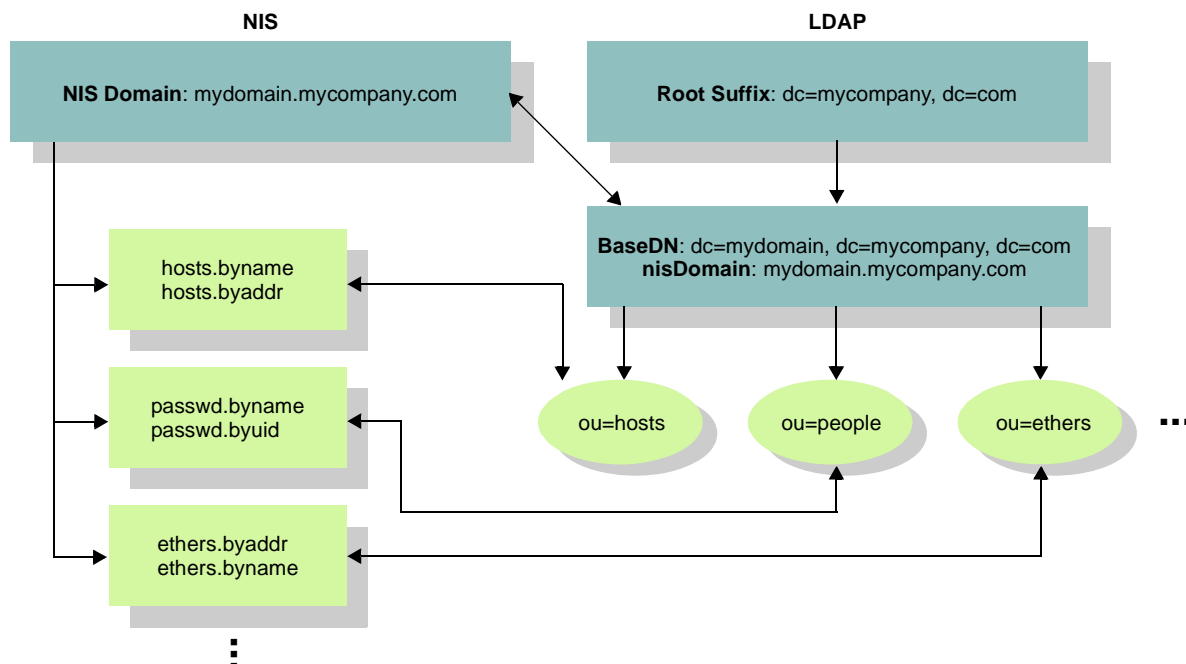 NIS
LDAP
NIS Domain: mydomain.mycompany.com
Root Suffix: dc=mycompany, dc=com
BaseDN: dc=mydomain, dc=mycompany, dc=com
nisDomain: mydomain.mycompany.com
hosts.byname
hosts.byaddr
passwd.byname
passwd.byuid
ou=hosts
ou=people
ou=ethers
...
ethers.byaddr
ethers.byname